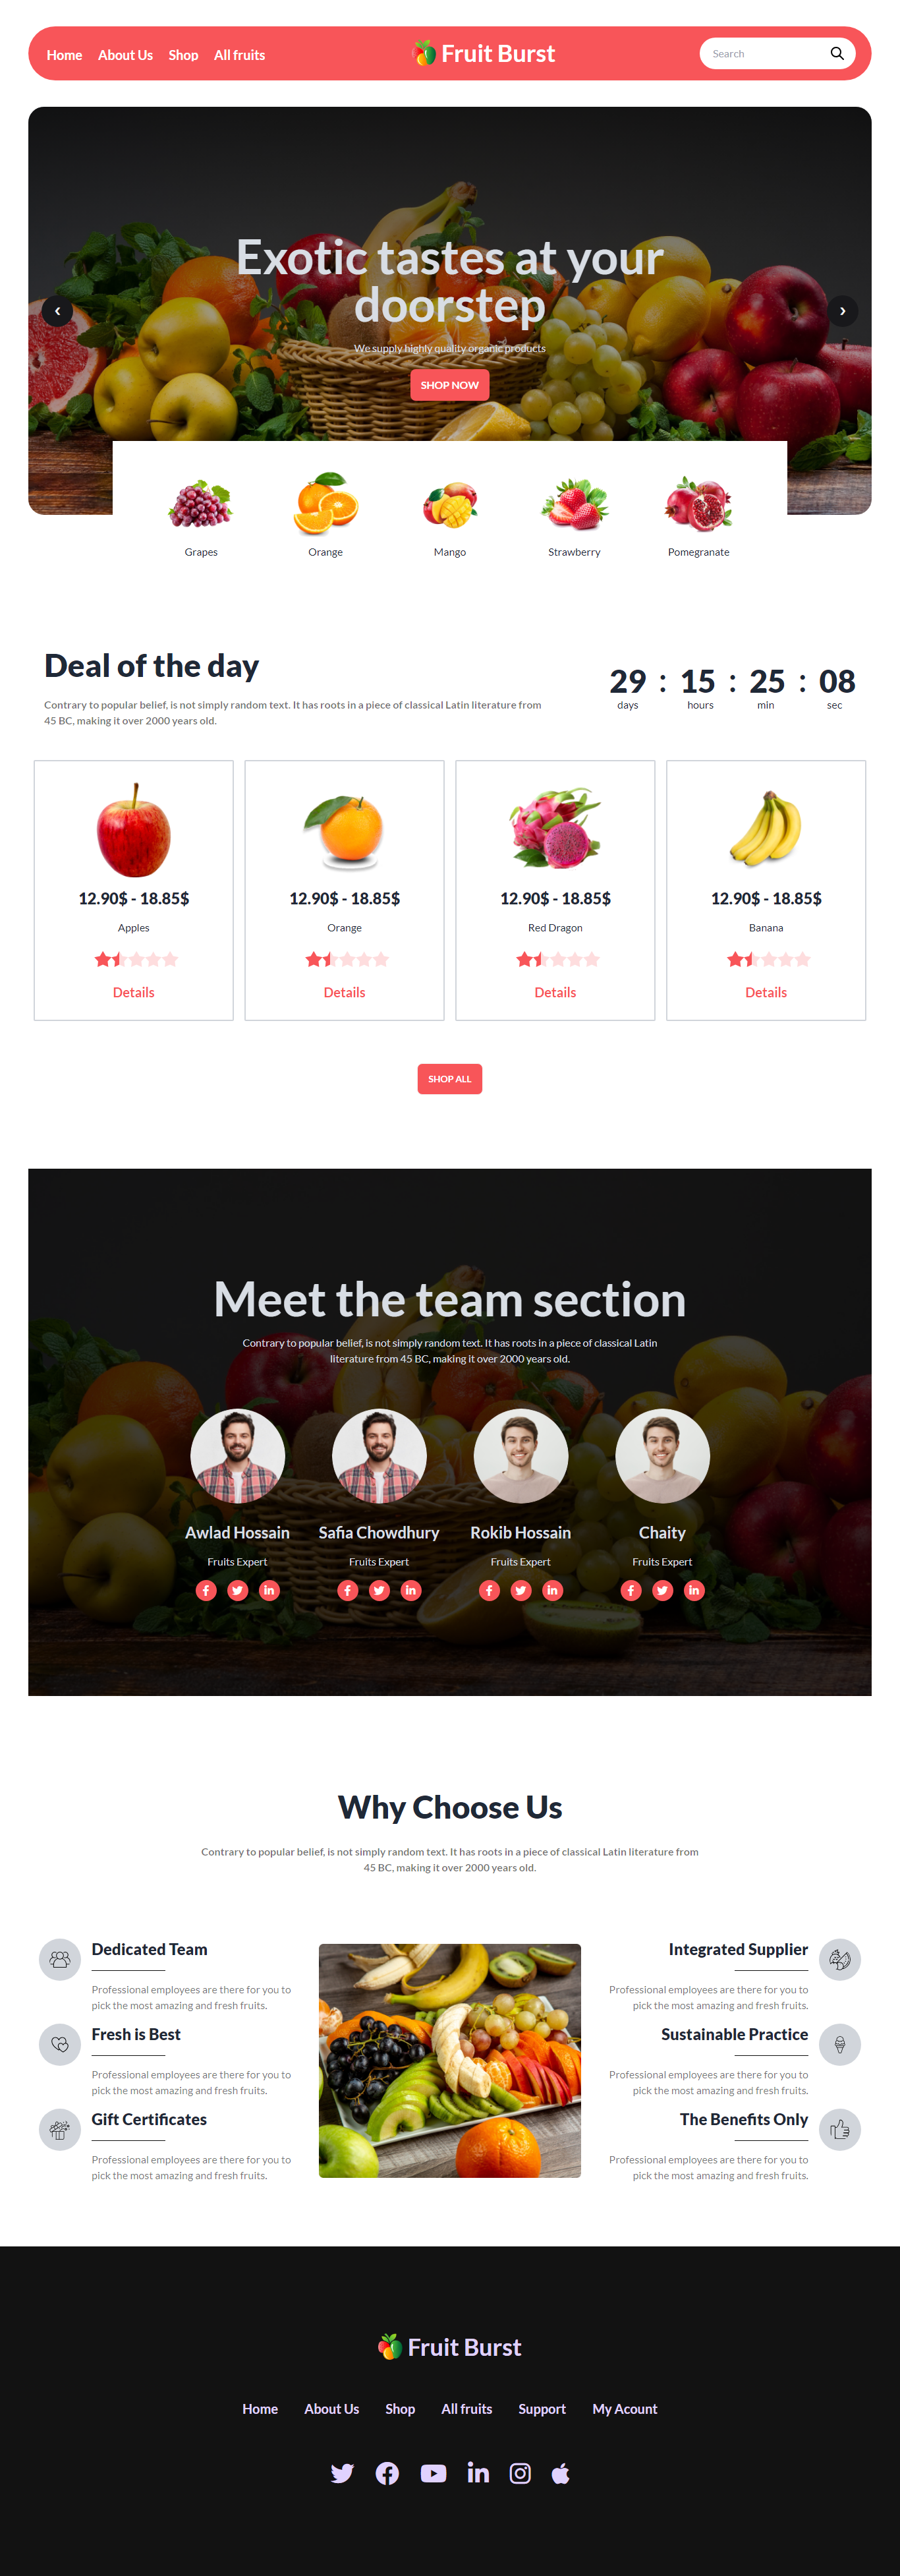 Home About Us Shop All fruits
Fruit Burst
Search
Exotic tastes at your
doorstep
We supply highly quality organic products
SHOP NOW
‹
›
Grapes
Orange
Mango
Strawberry
Pomegranate
Deal of the day
Contrary to popular belief, is not simply random text. It has roots in a piece of classical Latin literature from
45 BC, making it over 2000 years old.
29 : 15 : 25 : 08
days hours min sec
12.90$ - 18.85$
Apples
Details
12.90$ - 18.85$
Orange
Details
12.90$ - 18.85$
Red Dragon
Details
12.90$ - 18.85$
Banana
Details
SHOP ALL
Meet the team section
Contrary to popular belief, is not simply random text. It has roots in a piece of classical Latin
literature from 45 BC, making it over 2000 years old.
Awlad Hossain
Fruits Expert
Safia Chowdhury
Fruits Expert
Rokib Hossain
Fruits Expert
Chaity
Fruits Expert
Why Choose Us
Contrary to popular belief, is not simply random text. It has roots in a piece of classical Latin literature from
45 BC, making it over 2000 years old.
Dedicated Team
Professional employees are there for you to
pick the most amazing and fresh fruits.
Fresh is Best
Professional employees are there for you to
pick the most amazing and fresh fruits.
Gift Certificates
Professional employees are there for you to
pick the most amazing and fresh fruits.
Integrated Supplier
Professional employees are there for you to
pick the most amazing and fresh fruits.
Sustainable Practice
Professional employees are there for you to
pick the most amazing and fresh fruits.
The Benefits Only
Professional employees are there for you to
pick the most amazing and fresh fruits.
Fruit Burst
Home About Us Shop All fruits Support My Acount